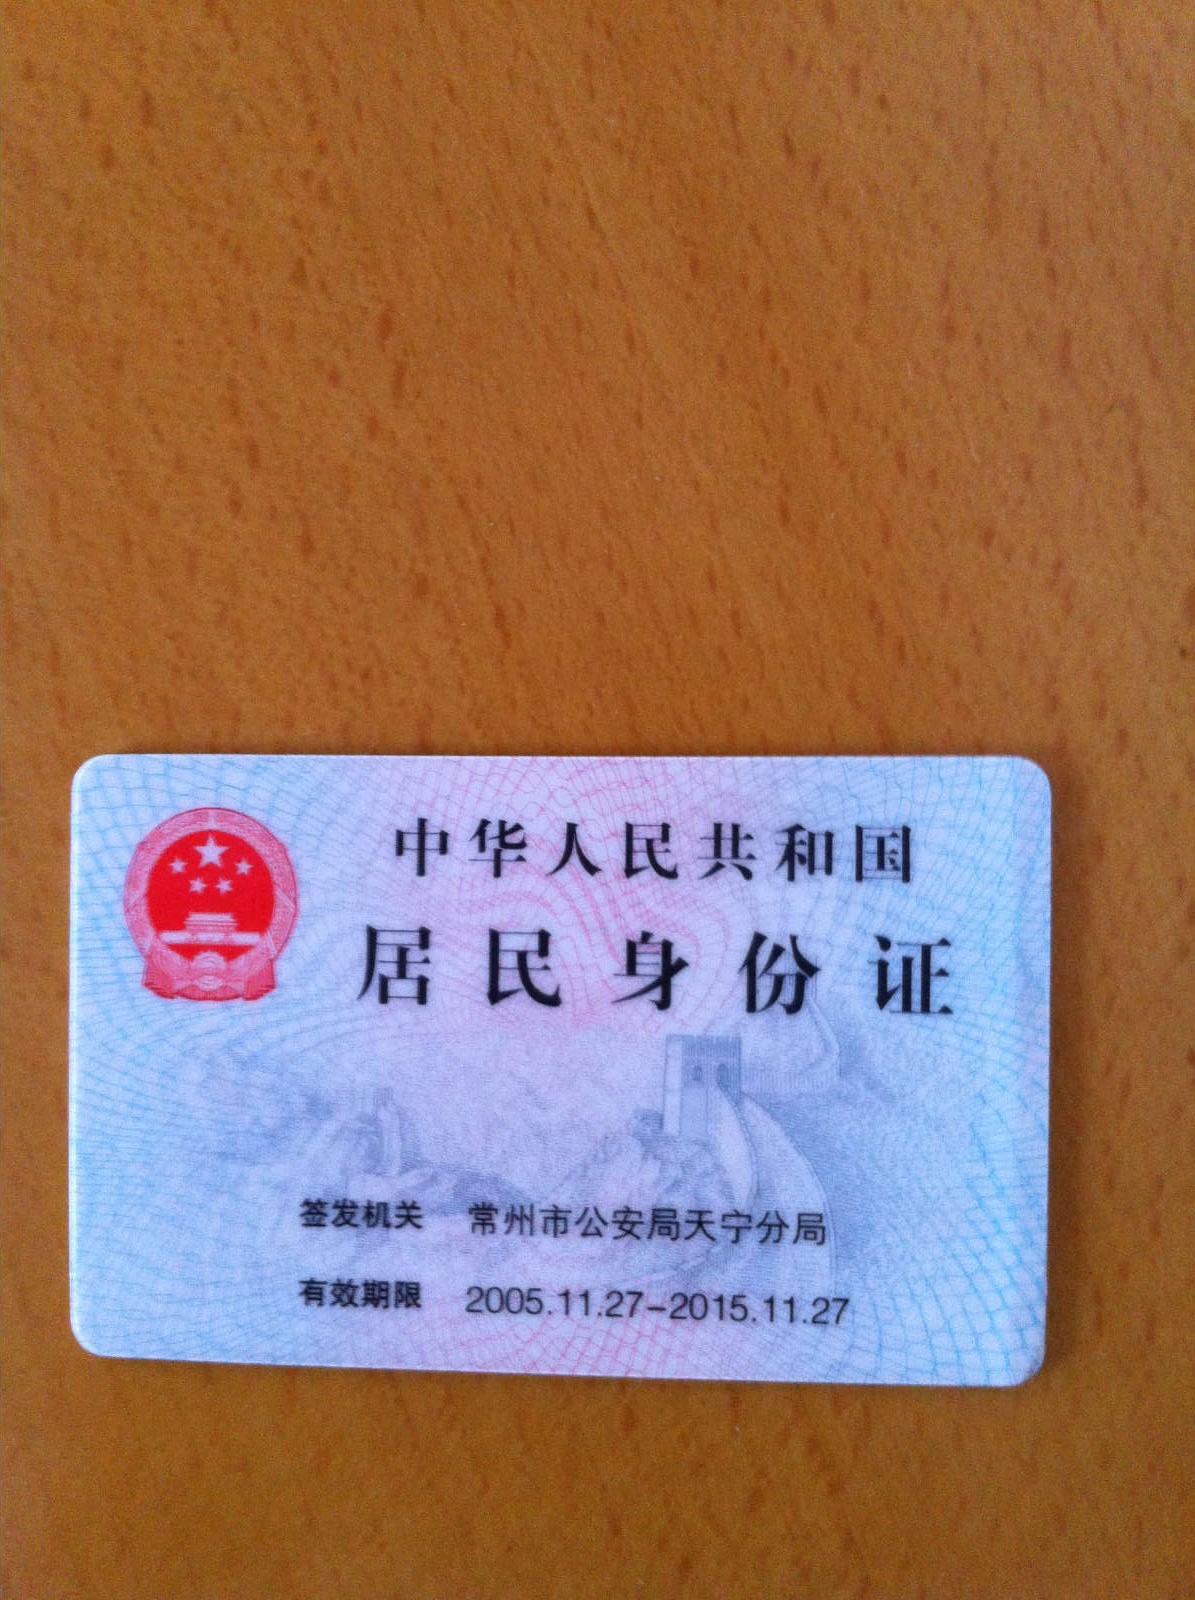 中华人民共和国
居民身份证
签发机关 常州市公安局天宁分局
有效期限 2005.11.27-2015.11.27